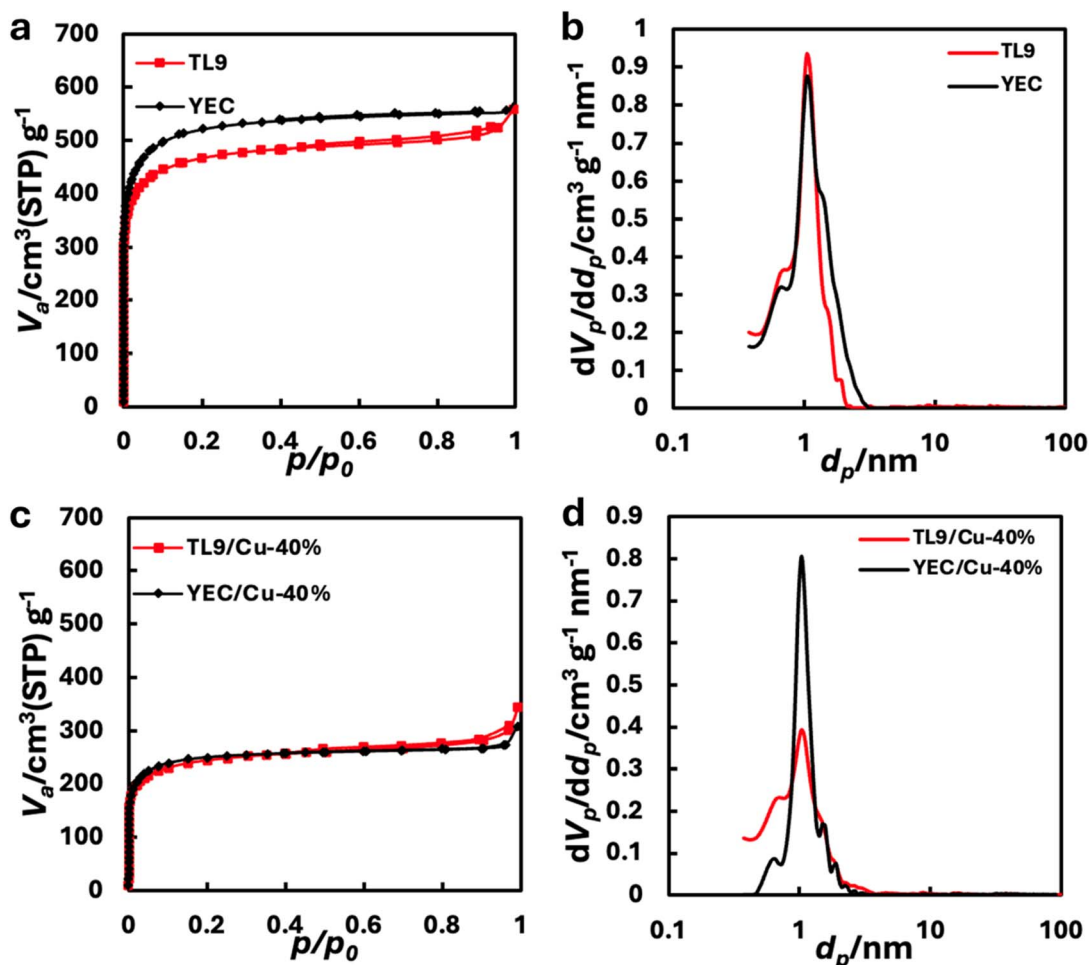 a
700
600
500
400
300
200
100
0
TL9
YEC
Vₐ/cm³(STP) g⁻¹
0 0.2 0.4 0.6 0.8 1
p/p₀
b
1
0.9
0.8
0.7
0.6
0.5
0.4
0.3
0.2
0.1
0
TL9
YEC
dVₚ/ddₚ/cm³ g⁻¹ nm⁻¹
0.1 1 10 100
dₚ/nm
c
700
600
500
400
300
200
100
0
TL9/Cu-40%
YEC/Cu-40%
Vₐ/cm³(STP) g⁻¹
0 0.2 0.4 0.6 0.8 1
p/p₀
d
0.9
0.8
0.7
0.6
0.5
0.4
0.3
0.2
0.1
0
TL9/Cu-40%
YEC/Cu-40%
dVₚ/ddₚ/cm³ g⁻¹ nm⁻¹
0.1 1 10 100
dₚ/nm